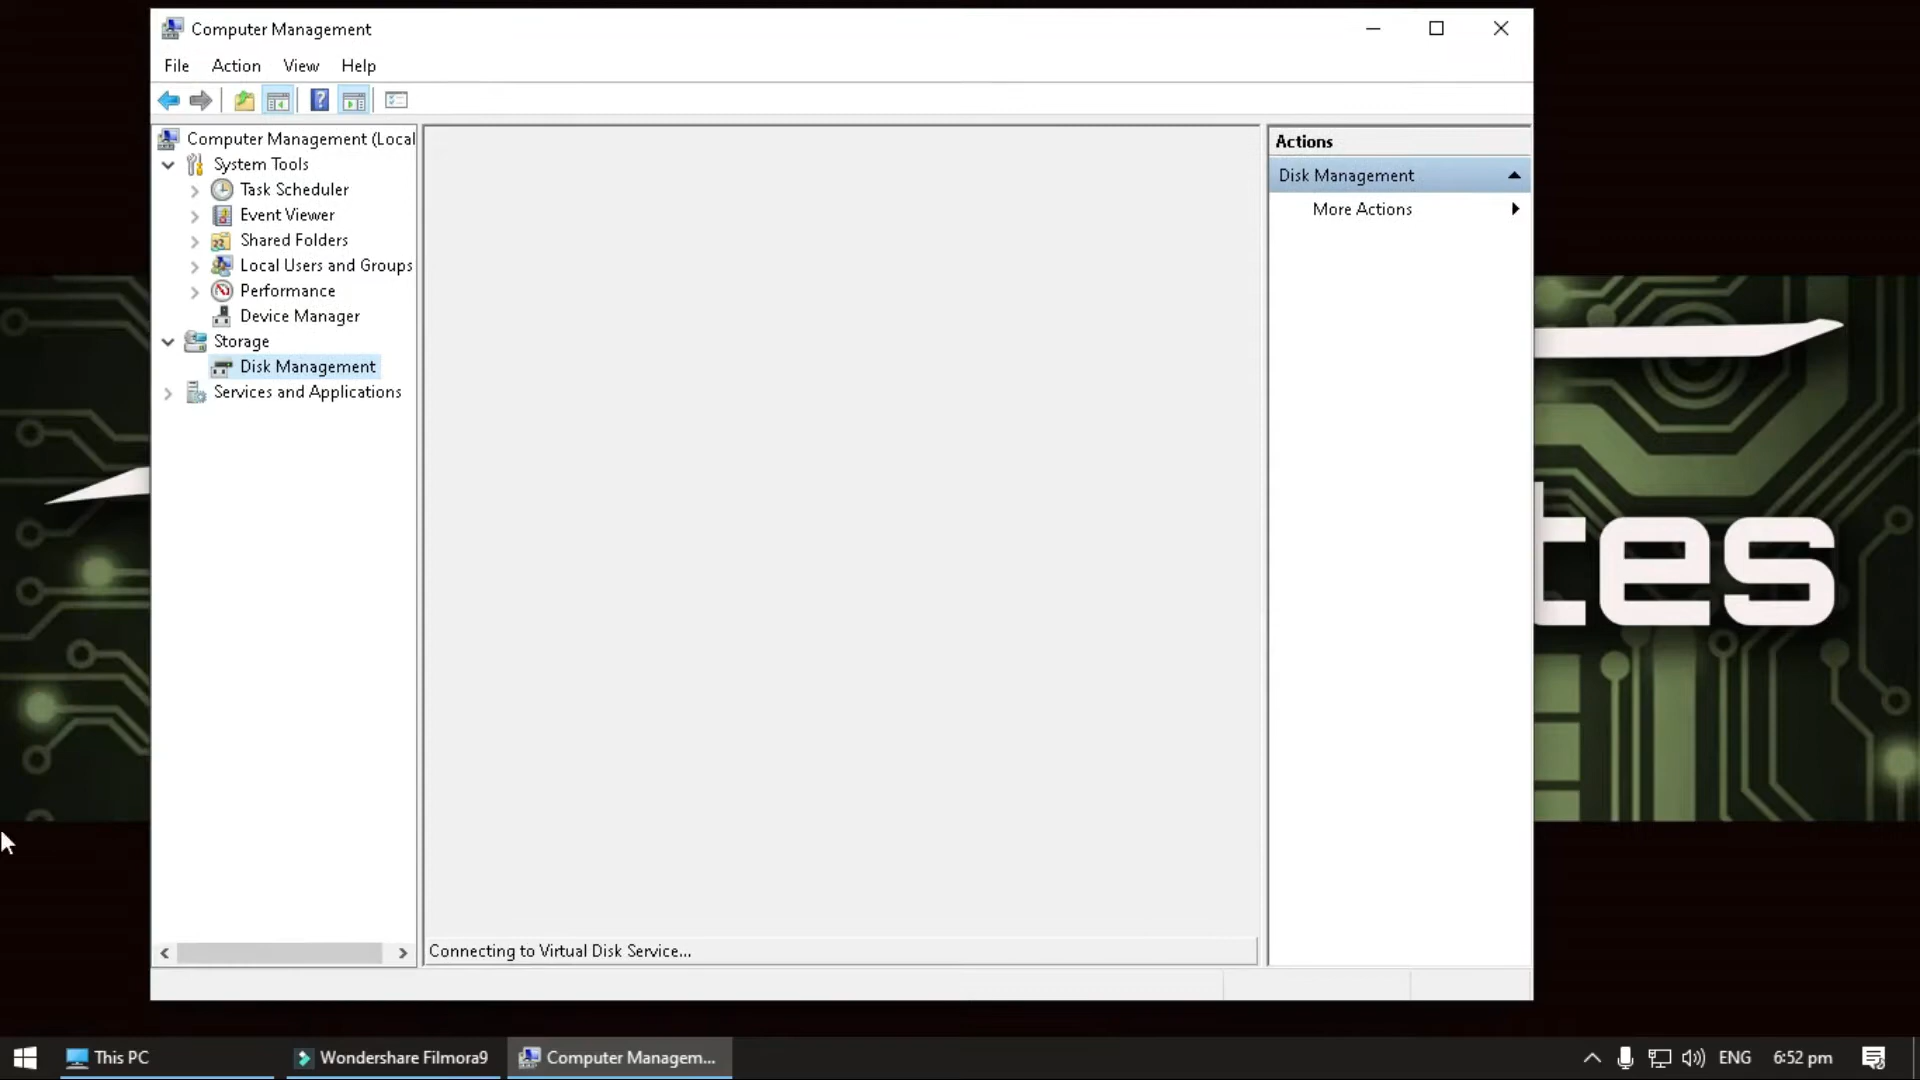 Computer Management
File Action View Help
Computer Management (Local
System Tools
Task Scheduler
Event Viewer
Shared Folders
Local Users and Groups
Performance
Device Manager
Storage
Disk Management
Services and Applications
Connecting to Virtual Disk Service...
Actions
Disk Management
More Actions
tes
This PC
Wondershare Filmora9
Computer Managem...
ENG
6:52 pm